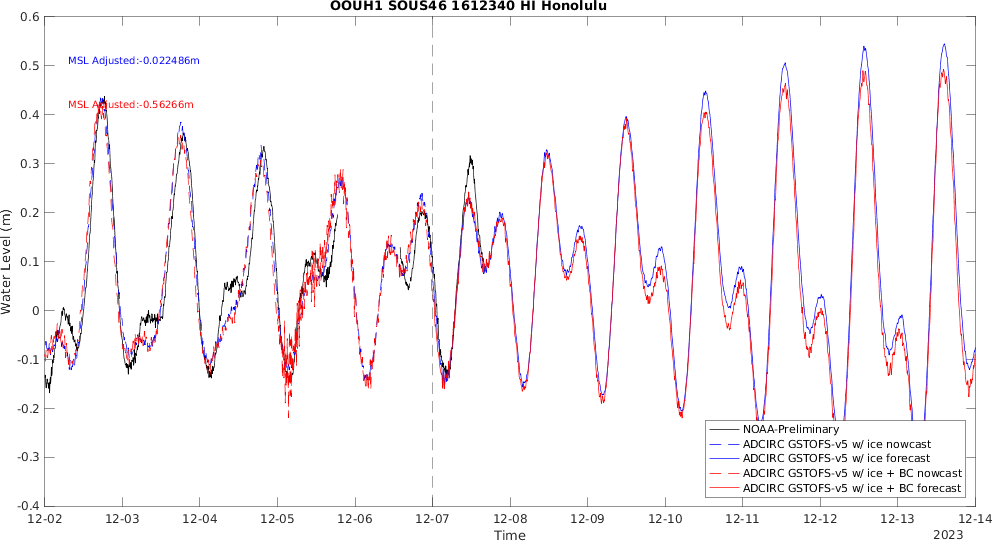 OOUH1 SOUS46 1612340 HI Honolulu
0.6
0.5
0.4
0.3
0.2
0.1
0
-0.1
-0.2
-0.3
-0.4
Water Level (m)
MSL Adjusted:-0.022486m
MSL Adjusted:-0.56266m
NOAA-Preliminary
ADCIRC GSTOFS-v5 w/ ice nowcast
ADCIRC GSTOFS-v5 w/ ice forecast
ADCIRC GSTOFS-v5 w/ ice + BC nowcast
ADCIRC GSTOFS-v5 w/ ice + BC forecast
12-02 12-03 12-04 12-05 12-06 12-07 12-08 12-09 12-10 12-11 12-12 12-13 12-14
Time
2023